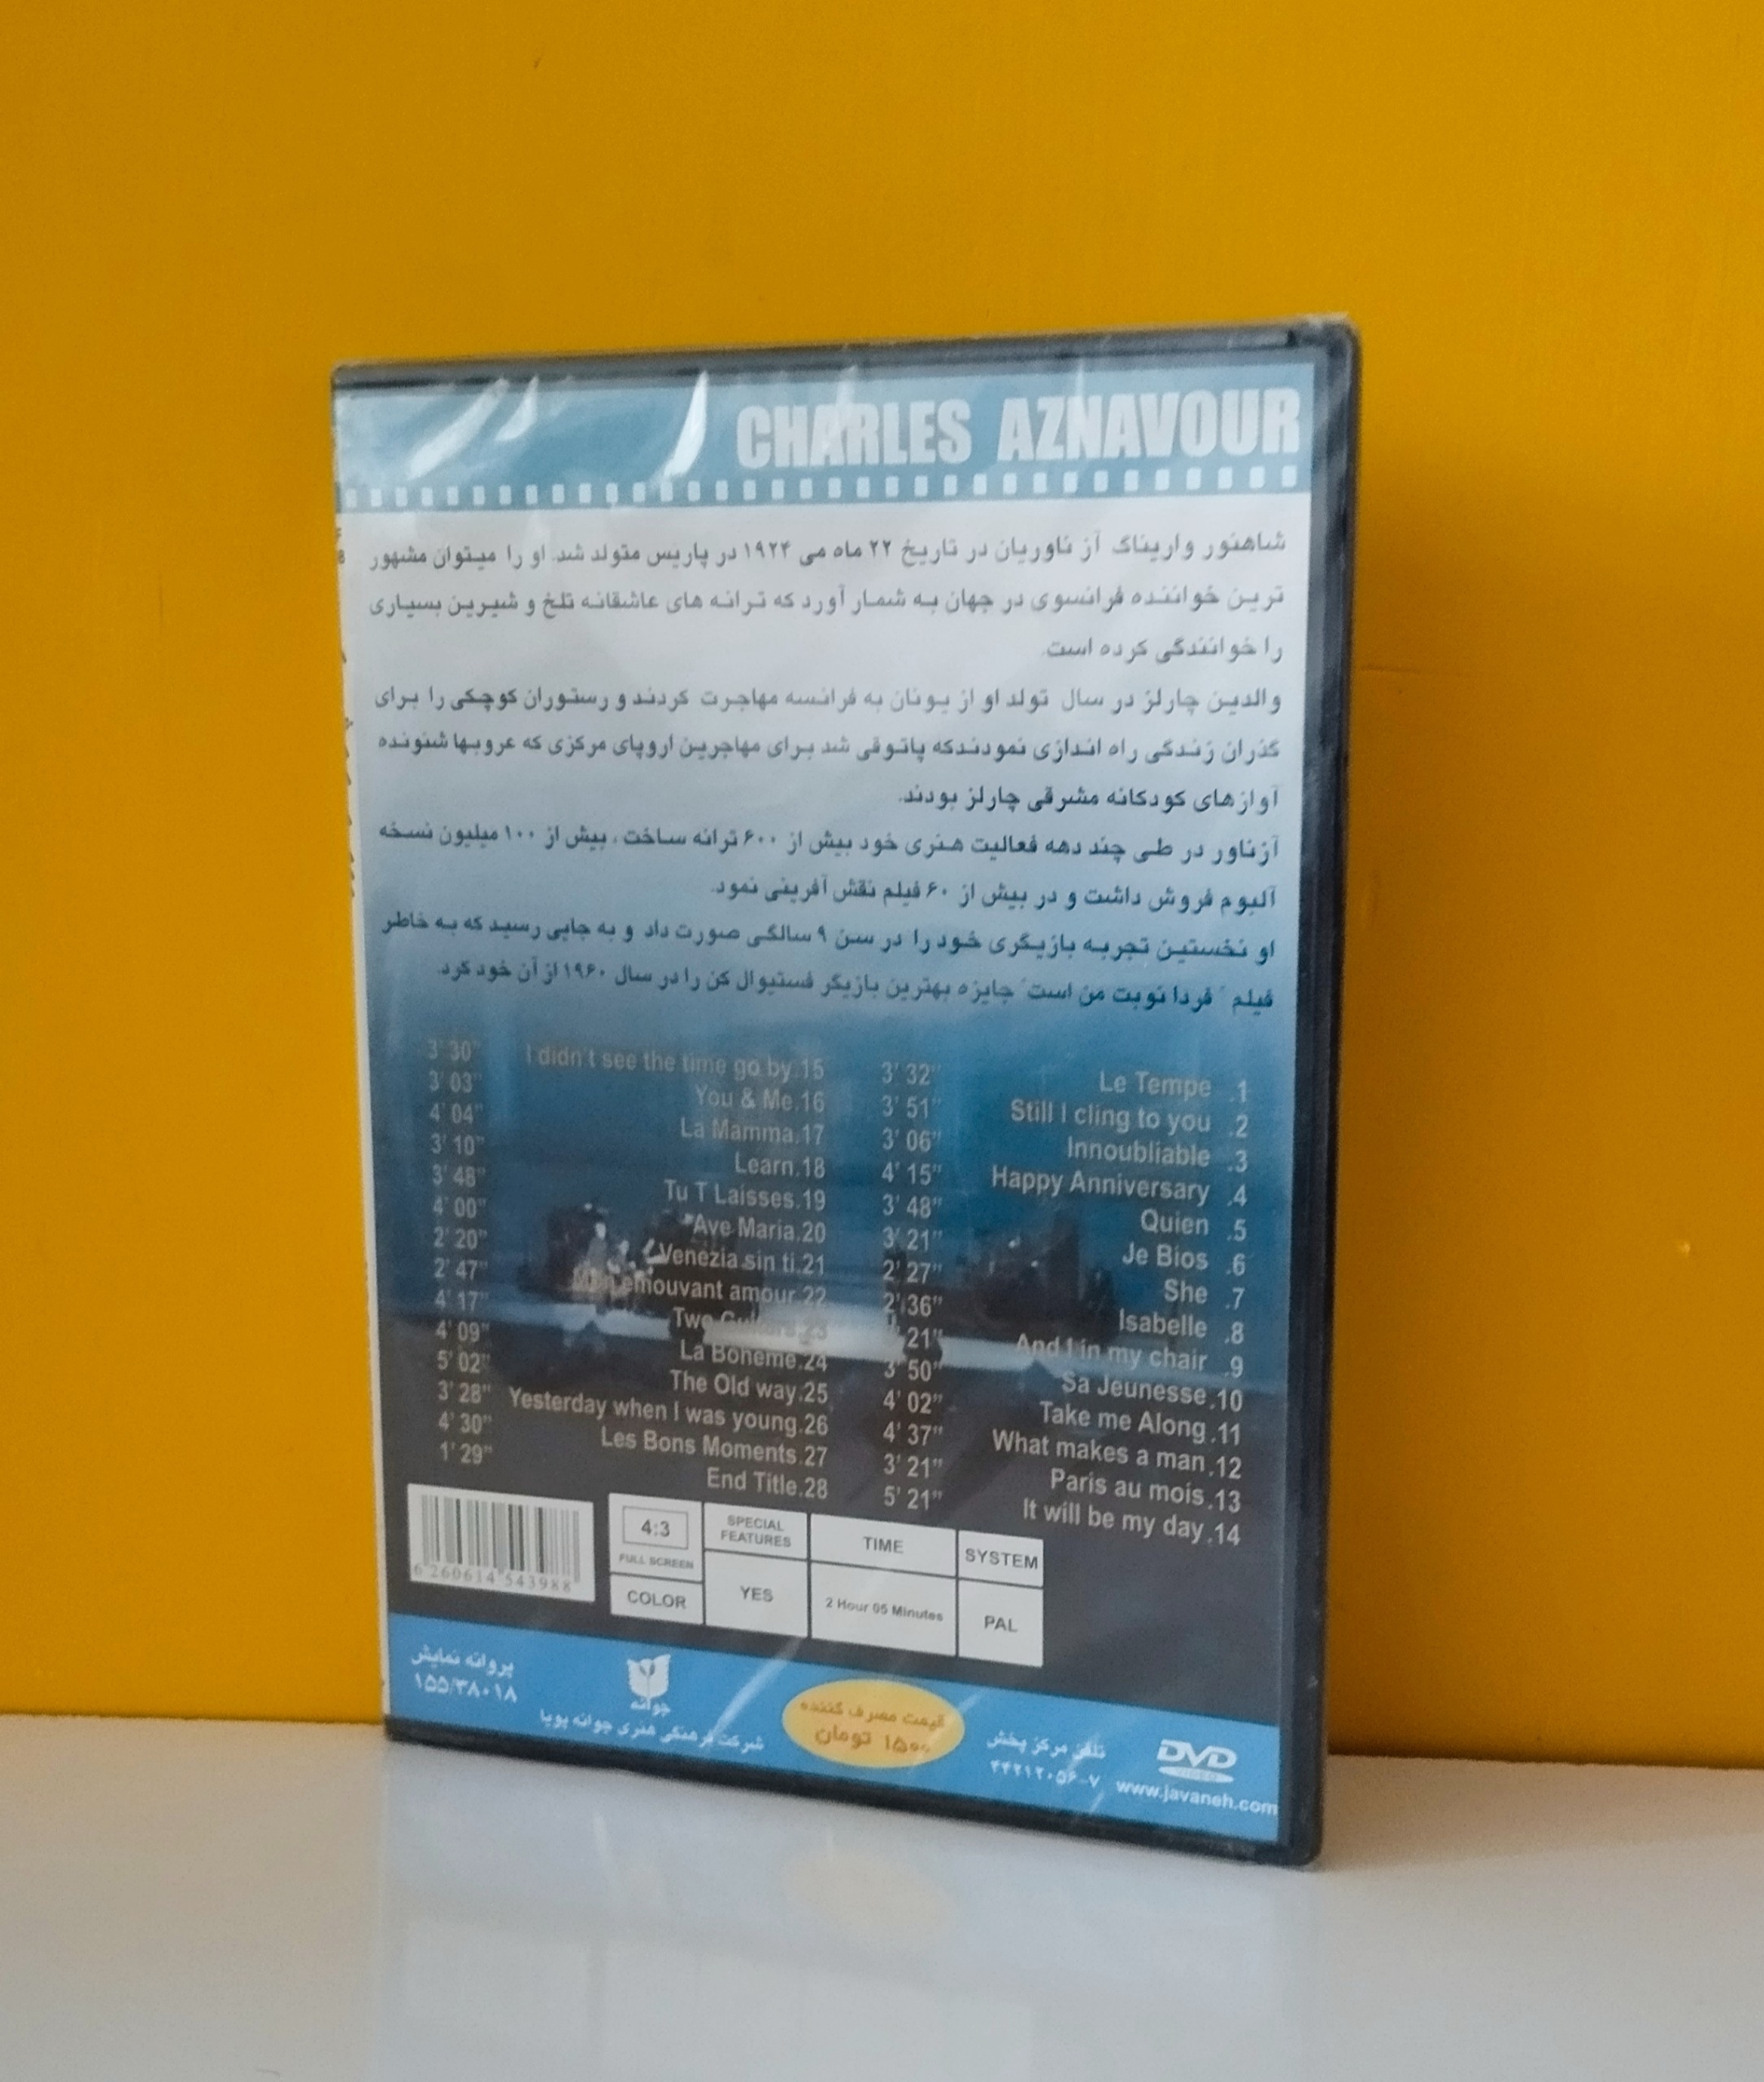 CHARLES AZNAVOUR
شاهنور واریناگ آز ناوریان در تاریخ ۲۲ ماه می ۱۹۲۴ در پاریس متولد شد. او را میتوان مشهور
ترین خواننده فرانسوی در جهان به شمار آورد که ترانه های عاشقانه تلخ و شیرین بسیاری
را خوانندگی کرده است.
والدین چارلز در سال تولد او از یونان به فرانسه مهاجرت کردند و رستوران کوچکی را برای
گذران زندگی راه اندازی نمودندکه پاتوقی شد برای مهاجرین اروپای مرکزی که غروبها شنونده
آوازهای کودکانه مشرقی چارلز بودند.
آزناور در طی چند دهه فعالیت هنری خود بیش از ۶۰۰ ترانه ساخت، بیش از ۱۰۰ میلیون نسخه
آلبوم فروش داشت و در بیش از ۶۰ فیلم نقش آفرینی نمود.
او نخستین تجربه بازیگری خود را در سن ۹ سالگی صورت داد و به جایی رسید که به خاطر
فیلم "فردا نوبت من است" جایزه بهترین بازیگر فستیوال کن را در سال ۱۹۶۰ از آن خود کرد.
Le Tempe .1 3' 32"
Still I cling to you .2 3' 51"
Innoubliable .3 3' 06"
Happy Anniversary .4 4' 15"
Quien .5 3' 48"
Je Bios .6 3' 21"
She .7 2' 27"
Isabelle .8 2' 36"
And I in my chair .9 21"
Sa Jeunesse.10 3' 50"
Take me Along.11 4' 02"
What makes a man.12 4' 37"
Paris au mois.13 3' 21"
It will be my day.14 5' 21"
I didn't see the time go by.15 3' 30"
You & Me.16 3' 03"
La Mamma.17 4' 04"
Learn.18 3' 10"
Tu T Laisses.19 3' 48"
Ave Maria.20 4' 00"
Venezia sin ti.21 2' 20"
emouvant amour.22 2' 47"
Two 23 4' 17"
La Boheme.24 4' 09"
The Old way.25 5' 02"
Yesterday when I was young.26 3' 28"
Les Bons Moments.27 4' 30"
End Title.28 1' 29"
6 260614 543988
4:3
FULL SCREEN
COLOR
SPECIAL
FEATURES
YES
TIME
2 Hour 05 Minutes
SYSTEM
PAL
پروانه نمایش
۱۵۵/۳۸۰۱۸
جوانه
شرکت فرهنگی هنری جوانه پویا
قیمت مصرف کننده
۱۵۰۰ تومان
تلفن مرکز پخش
۴۴۲۱۲۰۵۶-۷
DVD
VIDEO
www.javaneh.com